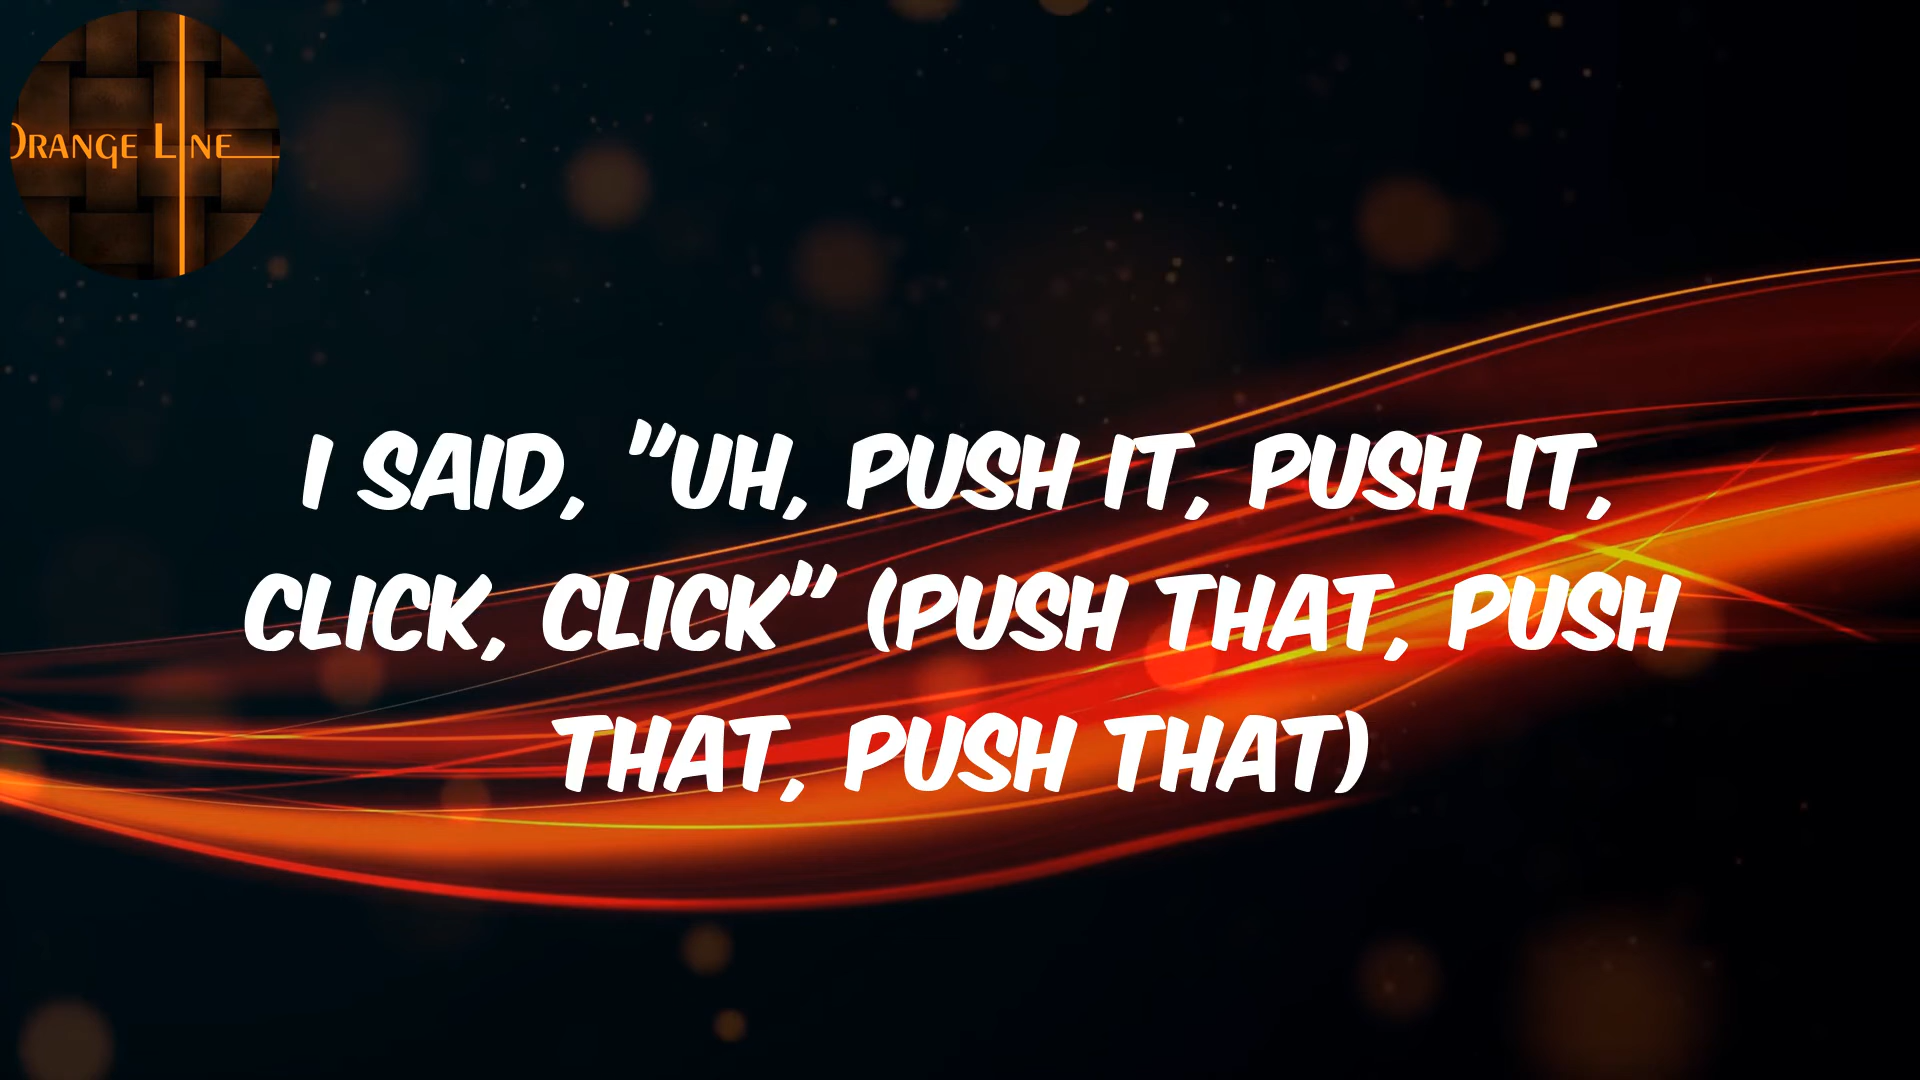 ORANGE LINE
I SAID, "UH, PUSH IT, PUSH IT,
CLICK, CLICK" (PUSH THAT, PUSH
THAT, PUSH THAT)